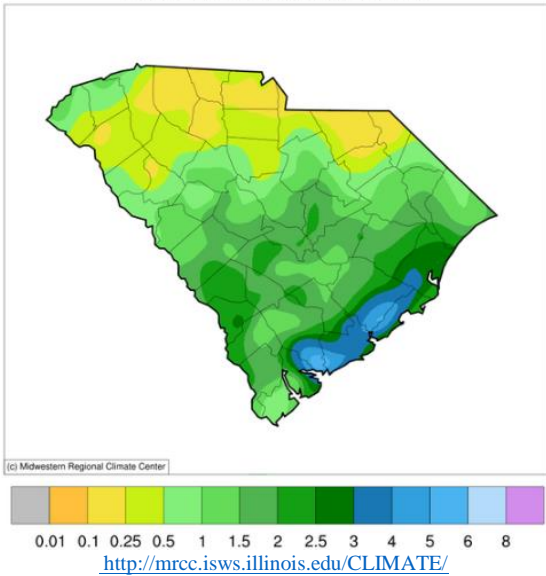 (c) Midwestern Regional Climate Center
0.01 0.1 0.25 0.5 1 1.5 2 2.5 3 4 5 6 8
http://mrcc.isws.illinois.edu/CLIMATE/